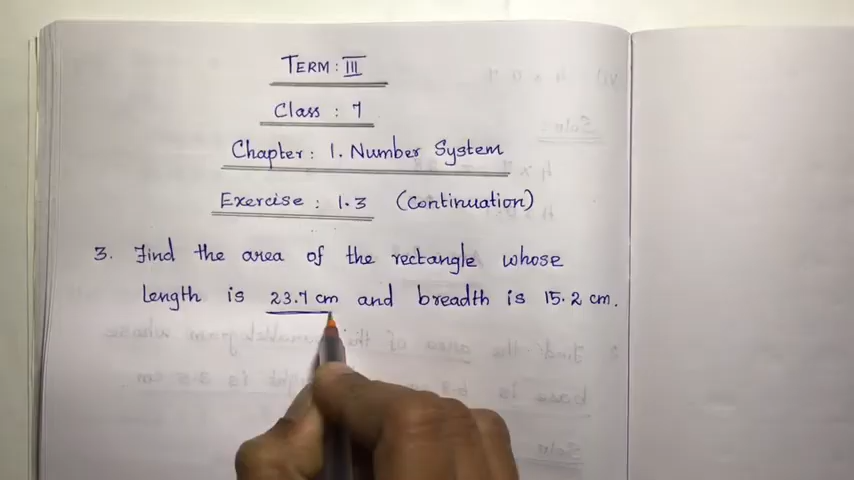 TERM : III
Class : 7
Chapter : 1. Number System
Exercise : 1.3 (Continuation)
3. Find the area of the rectangle whose
length is 23.7 cm and breadth is 15.2 cm.